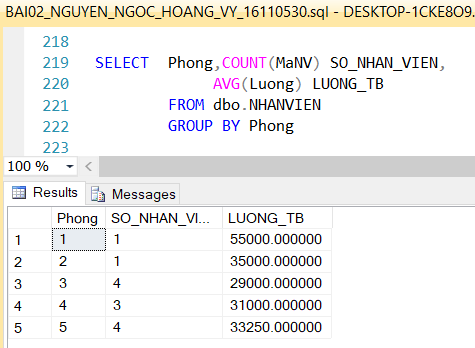 BAI02_NGUYEN_NGOC_HOANG_VY_16110530.sql - DESKTOP-1CKE8O9.
218
219 SELECT Phong,COUNT(MaNV) SO_NHAN_VIEN,
220 AVG(Luong) LUONG_TB
221 FROM dbo.NHANVIEN
222 GROUP BY Phong
223
100 %
Results Messages
Phong SO_NHAN_VI... LUONG_TB
1 1 1 55000.000000
2 2 1 35000.000000
3 3 4 29000.000000
4 4 3 31000.000000
5 5 4 33250.000000